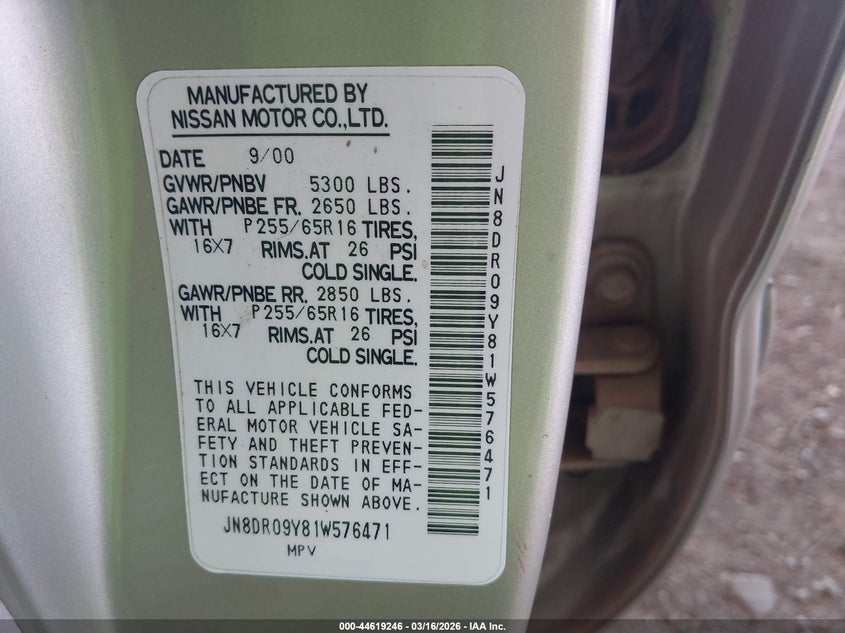 MANUFACTURED BY
NISSAN MOTOR CO.,LTD.
DATE 9/00
GVWR/PNBV 5300 LBS.
GAWR/PNBE FR. 2650 LBS.
WITH P255/65R16 TIRES,
16X7 RIMS.AT 26 PSI
COLD SINGLE.
GAWR/PNBE RR. 2850 LBS.
WITH P255/65R16 TIRES,
16X7 RIMS.AT 26 PSI
COLD SINGLE.
THIS VEHICLE CONFORMS
TO ALL APPLICABLE FED-
ERAL MOTOR VEHICLE SA-
FETY AND THEFT PREVEN-
TION STANDARDS IN EFF-
ECT ON THE DATE OF MA-
NUFACTURE SHOWN ABOVE.
JN8DR09Y81W576471
MPV
JN8DR09Y81W576471
000-44619246 - 03/16/2026 - IAA Inc.